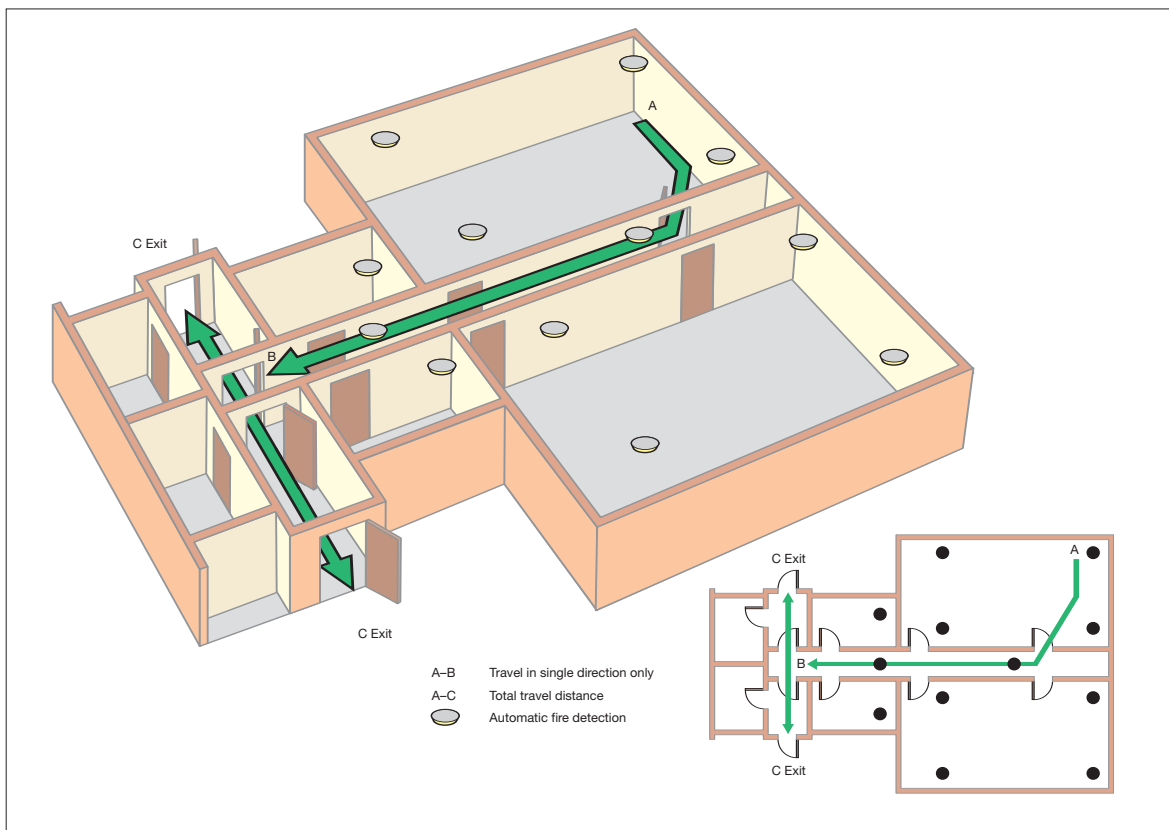 A
C Exit
B
C Exit
A–B Travel in single direction only
A–C Total travel distance
Automatic fire detection
C Exit
A
B
C Exit